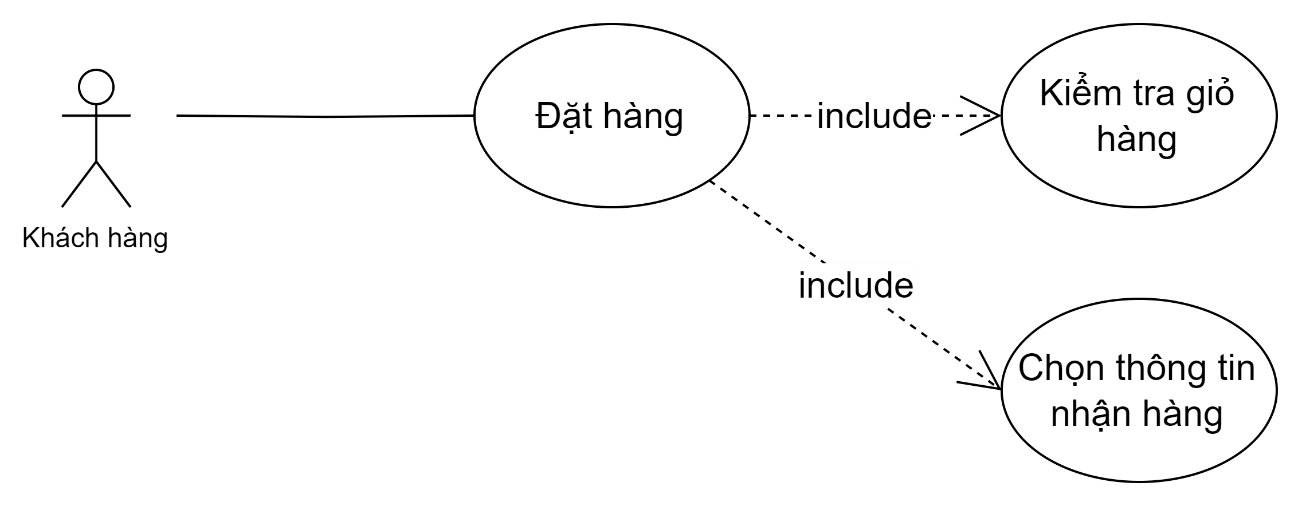 Khách hàng
Đặt hàng
include
Kiểm tra giỏ
hàng
include
Chọn thông tin
nhận hàng